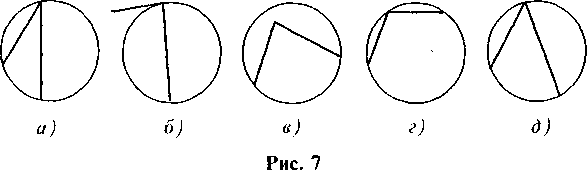 а) б) в) г) д)
Рис. 7